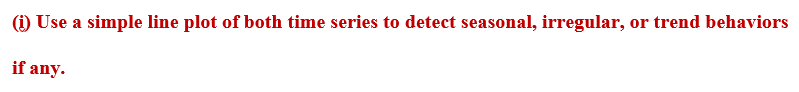 (i) Use a simple line plot of both time series to detect seasonal, irregular, or trend behaviors
if any.